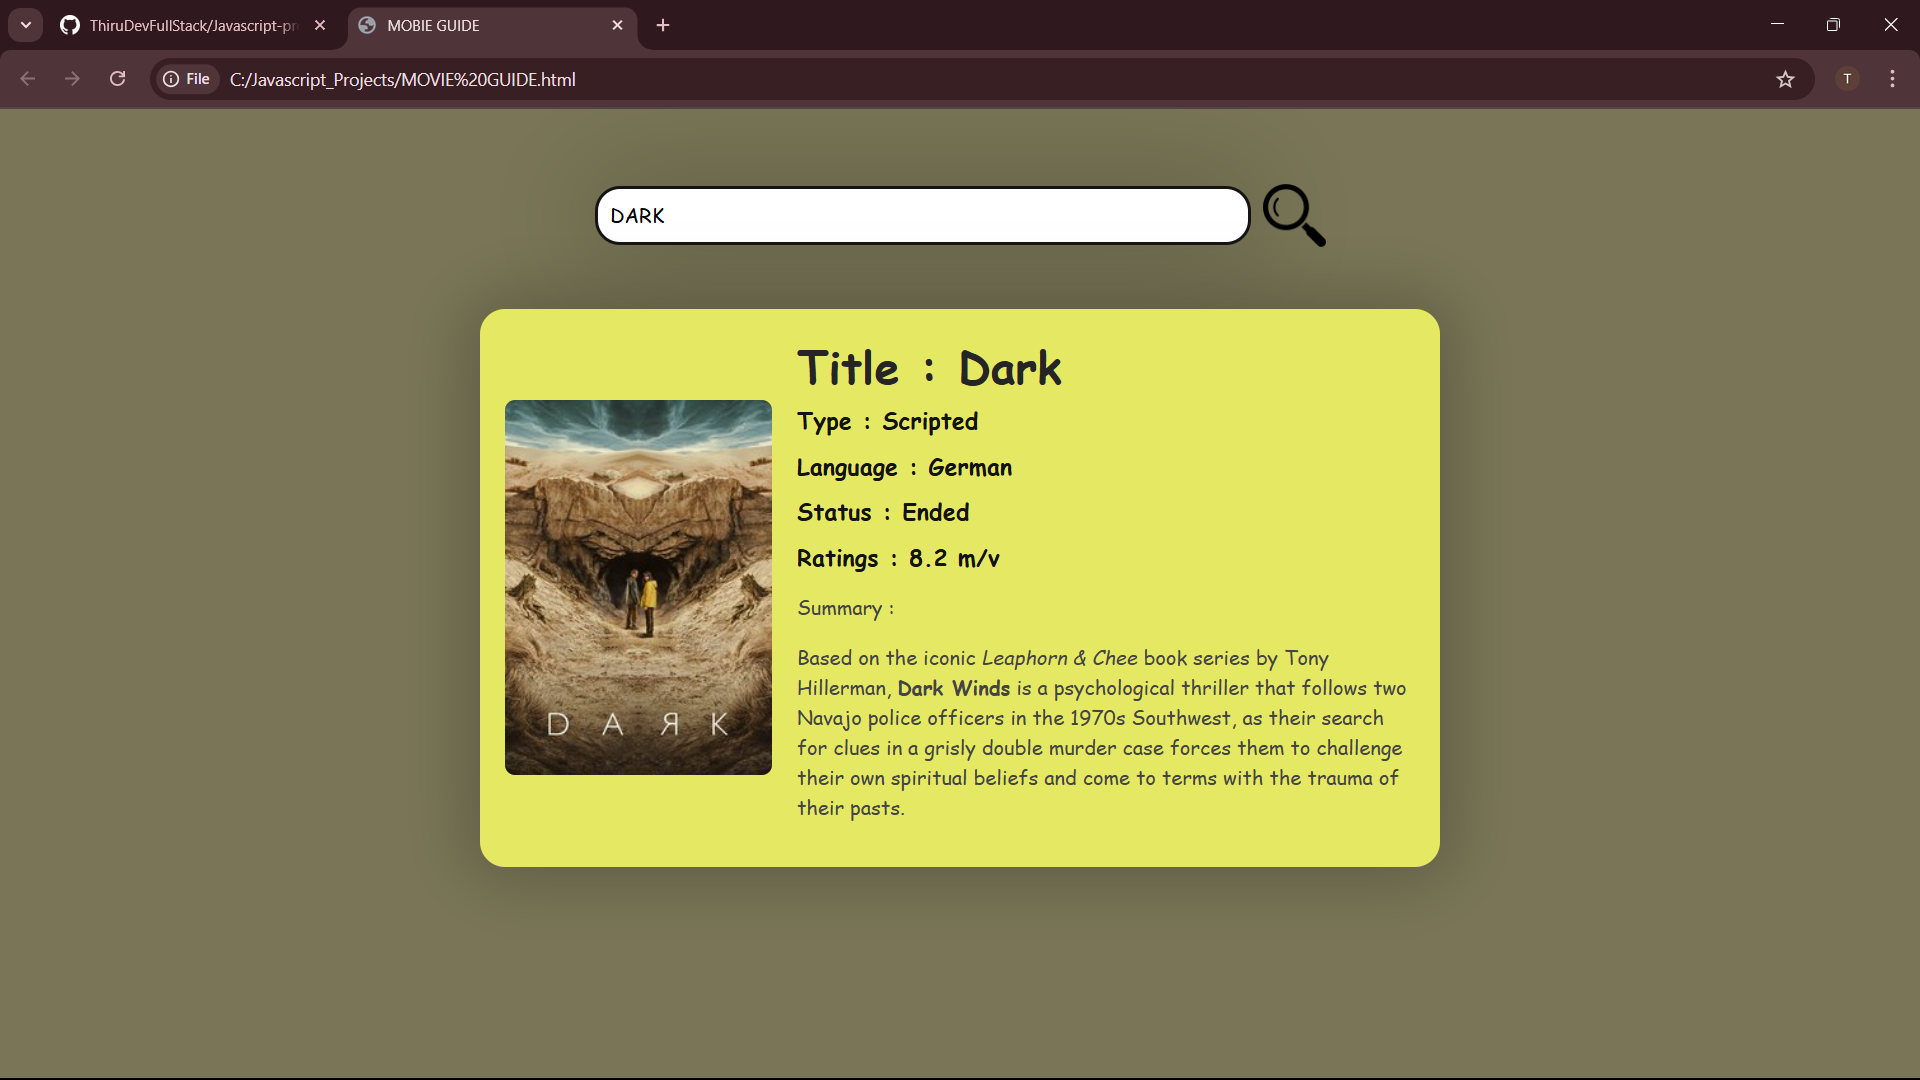 ThiruDevFullStack/Javascript-pr
MOBIE GUIDE
File
C:/Javascript_Projects/MOVIE%20GUIDE.html
T
DARK
Title : Dark
Type : Scripted
Language : German
Status : Ended
Ratings : 8.2 m/v
Summary :
Based on the iconic Leaphorn & Chee book series by Tony
Hillerman, Dark Winds is a psychological thriller that follows two
Navajo police officers in the 1970s Southwest, as their search
for clues in a grisly double murder case forces them to challenge
their own spiritual beliefs and come to terms with the trauma of
their pasts.
D A Я K